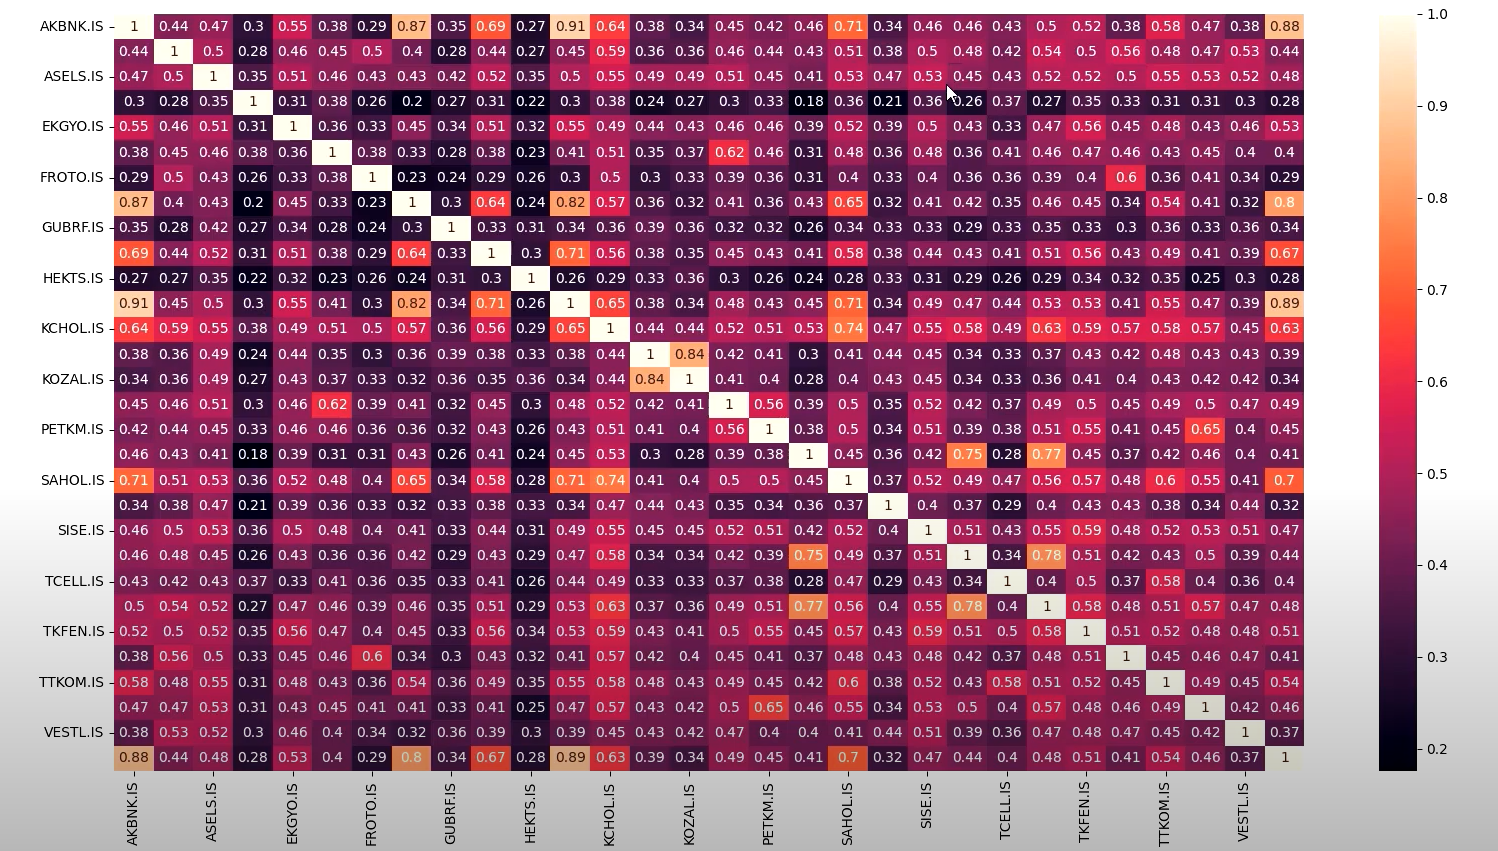 AKBNK.IS 1 0.44 0.47 0.3 0.55 0.38 0.29 0.87 0.35 0.69 0.27 0.91 0.64 0.38 0.34 0.45 0.42 0.46 0.71 0.34 0.46 0.46 0.43 0.5 0.52 0.38 0.58 0.47 0.38 0.88
0.44 1 0.5 0.28 0.46 0.45 0.5 0.4 0.28 0.44 0.27 0.45 0.59 0.36 0.36 0.46 0.44 0.43 0.51 0.38 0.5 0.48 0.42 0.54 0.5 0.56 0.48 0.47 0.53 0.44
ASELS.IS 0.47 0.5 1 0.35 0.51 0.46 0.43 0.43 0.42 0.52 0.35 0.5 0.55 0.49 0.49 0.51 0.45 0.41 0.53 0.47 0.53 0.45 0.43 0.52 0.52 0.5 0.55 0.53 0.52 0.48
0.3 0.28 0.35 1 0.31 0.38 0.26 0.2 0.27 0.31 0.22 0.3 0.38 0.24 0.27 0.3 0.33 0.18 0.36 0.21 0.36 0.26 0.37 0.27 0.35 0.33 0.31 0.31 0.3 0.28
EKGYO.IS 0.55 0.46 0.51 0.31 1 0.36 0.33 0.45 0.34 0.51 0.32 0.55 0.49 0.44 0.43 0.46 0.46 0.39 0.52 0.39 0.5 0.43 0.33 0.47 0.56 0.45 0.48 0.43 0.46 0.53
0.38 0.45 0.46 0.38 0.36 1 0.38 0.33 0.28 0.38 0.23 0.41 0.51 0.35 0.37 0.62 0.46 0.31 0.48 0.36 0.48 0.36 0.41 0.46 0.47 0.46 0.43 0.45 0.4 0.4
FROTO.IS 0.29 0.5 0.43 0.26 0.33 0.38 1 0.23 0.24 0.29 0.26 0.3 0.5 0.3 0.33 0.39 0.36 0.31 0.4 0.33 0.4 0.36 0.36 0.39 0.4 0.6 0.36 0.41 0.34 0.29
0.87 0.4 0.43 0.2 0.45 0.33 0.23 1 0.3 0.64 0.24 0.82 0.57 0.36 0.32 0.41 0.36 0.43 0.65 0.32 0.41 0.42 0.35 0.46 0.45 0.34 0.54 0.41 0.32 0.8
GUBRF.IS 0.35 0.28 0.42 0.27 0.34 0.28 0.24 0.3 1 0.33 0.31 0.34 0.36 0.39 0.36 0.32 0.32 0.26 0.34 0.33 0.33 0.29 0.33 0.35 0.33 0.3 0.36 0.33 0.36 0.34
0.69 0.44 0.52 0.31 0.51 0.38 0.29 0.64 0.33 1 0.3 0.71 0.56 0.38 0.35 0.45 0.43 0.41 0.58 0.38 0.44 0.43 0.41 0.51 0.56 0.43 0.49 0.41 0.39 0.67
HEKTS.IS 0.27 0.27 0.35 0.22 0.32 0.23 0.26 0.24 0.31 0.3 1 0.26 0.29 0.33 0.36 0.3 0.26 0.24 0.28 0.33 0.31 0.29 0.26 0.29 0.34 0.32 0.35 0.25 0.3 0.28
0.91 0.45 0.5 0.3 0.55 0.41 0.3 0.82 0.34 0.71 0.26 1 0.65 0.38 0.34 0.48 0.43 0.45 0.71 0.34 0.49 0.47 0.44 0.53 0.53 0.41 0.55 0.47 0.39 0.89
KCHOL.IS 0.64 0.59 0.55 0.38 0.49 0.51 0.5 0.57 0.36 0.56 0.29 0.65 1 0.44 0.44 0.52 0.51 0.53 0.74 0.47 0.55 0.58 0.49 0.63 0.59 0.57 0.58 0.57 0.45 0.63
0.38 0.36 0.49 0.24 0.44 0.35 0.3 0.36 0.39 0.38 0.33 0.38 0.44 1 0.84 0.42 0.41 0.3 0.41 0.44 0.45 0.34 0.33 0.37 0.43 0.42 0.48 0.43 0.43 0.39
KOZAL.IS 0.34 0.36 0.49 0.27 0.43 0.37 0.33 0.32 0.36 0.35 0.36 0.34 0.44 0.84 1 0.41 0.4 0.28 0.4 0.43 0.45 0.34 0.33 0.36 0.41 0.4 0.43 0.42 0.42 0.34
0.45 0.46 0.51 0.3 0.46 0.62 0.39 0.41 0.32 0.45 0.3 0.48 0.52 0.42 0.41 1 0.56 0.39 0.5 0.35 0.52 0.42 0.37 0.49 0.5 0.45 0.49 0.5 0.47 0.49
PETKM.IS 0.42 0.44 0.45 0.33 0.46 0.46 0.36 0.36 0.32 0.43 0.26 0.43 0.51 0.41 0.4 0.56 1 0.38 0.5 0.34 0.51 0.39 0.38 0.51 0.55 0.41 0.45 0.65 0.4 0.45
0.46 0.43 0.41 0.18 0.39 0.31 0.31 0.43 0.26 0.41 0.24 0.45 0.53 0.3 0.28 0.39 0.38 1 0.45 0.36 0.42 0.75 0.28 0.77 0.45 0.37 0.42 0.46 0.4 0.41
SAHOL.IS 0.71 0.51 0.53 0.36 0.52 0.48 0.4 0.65 0.34 0.58 0.28 0.71 0.74 0.41 0.4 0.5 0.5 0.45 1 0.37 0.52 0.49 0.47 0.56 0.57 0.48 0.6 0.55 0.41 0.7
0.34 0.38 0.47 0.21 0.39 0.36 0.33 0.32 0.33 0.38 0.33 0.34 0.47 0.44 0.43 0.35 0.34 0.36 0.37 1 0.4 0.37 0.29 0.4 0.43 0.43 0.38 0.34 0.44 0.32
SISE.IS 0.46 0.5 0.53 0.36 0.5 0.48 0.4 0.41 0.33 0.44 0.31 0.49 0.55 0.45 0.45 0.52 0.51 0.42 0.52 0.4 1 0.51 0.43 0.55 0.59 0.48 0.52 0.53 0.51 0.47
0.46 0.48 0.45 0.26 0.43 0.36 0.36 0.42 0.29 0.43 0.29 0.47 0.58 0.34 0.34 0.42 0.39 0.75 0.49 0.37 0.51 1 0.34 0.78 0.51 0.42 0.43 0.5 0.39 0.44
TCELL.IS 0.43 0.42 0.43 0.37 0.33 0.41 0.36 0.35 0.33 0.41 0.26 0.44 0.49 0.33 0.33 0.37 0.38 0.28 0.47 0.29 0.43 0.34 1 0.4 0.5 0.37 0.58 0.4 0.36 0.4
0.5 0.54 0.52 0.27 0.47 0.46 0.39 0.46 0.35 0.51 0.29 0.53 0.63 0.37 0.36 0.49 0.51 0.77 0.56 0.4 0.55 0.78 0.4 1 0.58 0.48 0.51 0.57 0.47 0.48
TKFEN.IS 0.52 0.5 0.52 0.35 0.56 0.47 0.4 0.45 0.33 0.56 0.34 0.53 0.59 0.43 0.41 0.5 0.55 0.45 0.57 0.43 0.59 0.51 0.5 0.58 1 0.51 0.52 0.48 0.48 0.51
0.38 0.56 0.5 0.33 0.45 0.46 0.6 0.34 0.3 0.43 0.32 0.41 0.57 0.42 0.4 0.45 0.41 0.37 0.48 0.43 0.48 0.42 0.37 0.48 0.51 1 0.45 0.46 0.47 0.41
TTKOM.IS 0.58 0.48 0.55 0.31 0.48 0.43 0.36 0.54 0.36 0.49 0.35 0.55 0.58 0.48 0.43 0.49 0.45 0.42 0.6 0.38 0.52 0.43 0.58 0.51 0.52 0.45 1 0.49 0.45 0.54
0.47 0.47 0.53 0.31 0.43 0.45 0.41 0.41 0.33 0.41 0.25 0.47 0.57 0.43 0.42 0.5 0.65 0.46 0.55 0.34 0.53 0.5 0.4 0.57 0.48 0.46 0.49 1 0.42 0.46
VESTL.IS 0.38 0.53 0.52 0.3 0.46 0.4 0.34 0.32 0.36 0.39 0.3 0.39 0.45 0.43 0.42 0.47 0.4 0.4 0.41 0.44 0.51 0.39 0.36 0.47 0.48 0.47 0.45 0.42 1 0.37
0.88 0.44 0.48 0.28 0.53 0.4 0.29 0.8 0.34 0.67 0.28 0.89 0.63 0.39 0.34 0.49 0.45 0.41 0.7 0.32 0.47 0.44 0.4 0.48 0.51 0.41 0.54 0.46 0.37 1
AKBNK.IS ASELS.IS EKGYO.IS FROTO.IS GUBRF.IS HEKTS.IS KCHOL.IS KOZAL.IS PETKM.IS SAHOL.IS SISE.IS TCELL.IS TKFEN.IS TTKOM.IS VESTL.IS
1.0
0.9
0.8
0.7
0.6
0.5
0.4
0.3
0.2